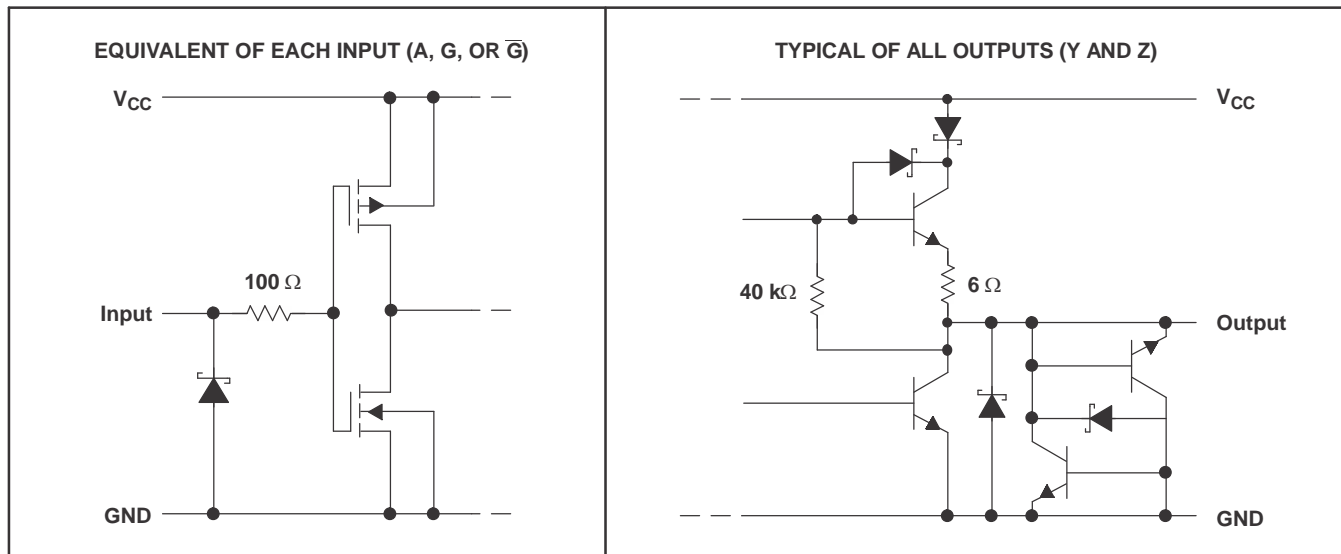 EQUIVALENT OF EACH INPUT (A, G, OR G̅)
VCC
100 Ω
Input
GND
TYPICAL OF ALL OUTPUTS (Y AND Z)
VCC
40 kΩ
6 Ω
Output
GND